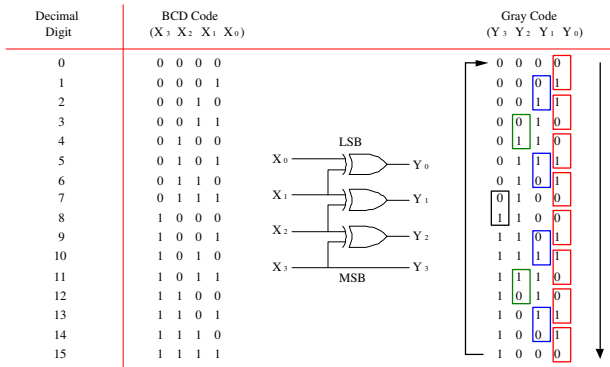 Decimal Digit
BCD Code
(X3 X2 X1 X0)
Gray Code
(Y3 Y2 Y1 Y0)
0 0 0 0 0 0 0 0 0
1 0 0 0 1 0 0 0 1
2 0 0 1 0 0 0 1 1
3 0 0 1 1 0 0 1 0
4 0 1 0 0 0 1 1 0
5 0 1 0 1 0 1 1 1
6 0 1 1 0 0 1 0 1
7 0 1 1 1 0 1 0 0
8 1 0 0 0 1 1 0 0
9 1 0 0 1 1 1 0 1
10 1 0 1 0 1 1 1 1
11 1 0 1 1 1 1 1 0
12 1 1 0 0 1 0 1 0
13 1 1 0 1 1 0 1 1
14 1 1 1 0 1 0 0 1
15 1 1 1 1 1 0 0 0
LSB
X0 Y0
X1 Y1
X2 Y2
X3 Y3
MSB